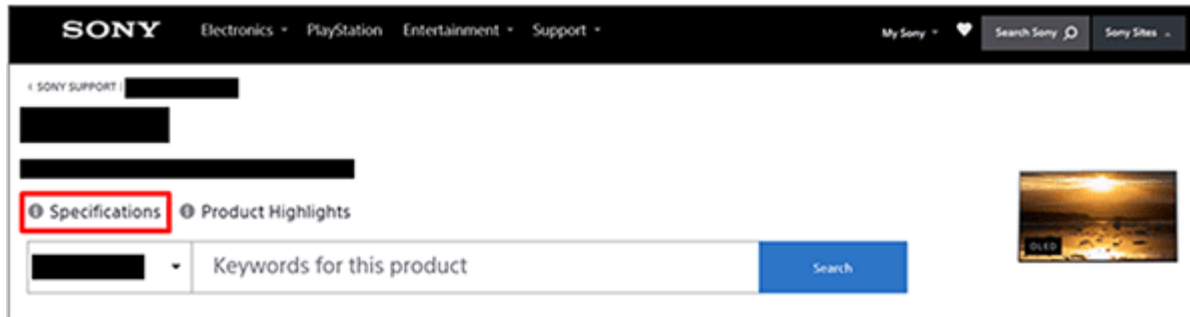 SONY Electronics PlayStation Entertainment Support My Sony Search Sony Sony Sites
< SONY SUPPORT |
Specifications Product Highlights
OLED
Keywords for this product Search